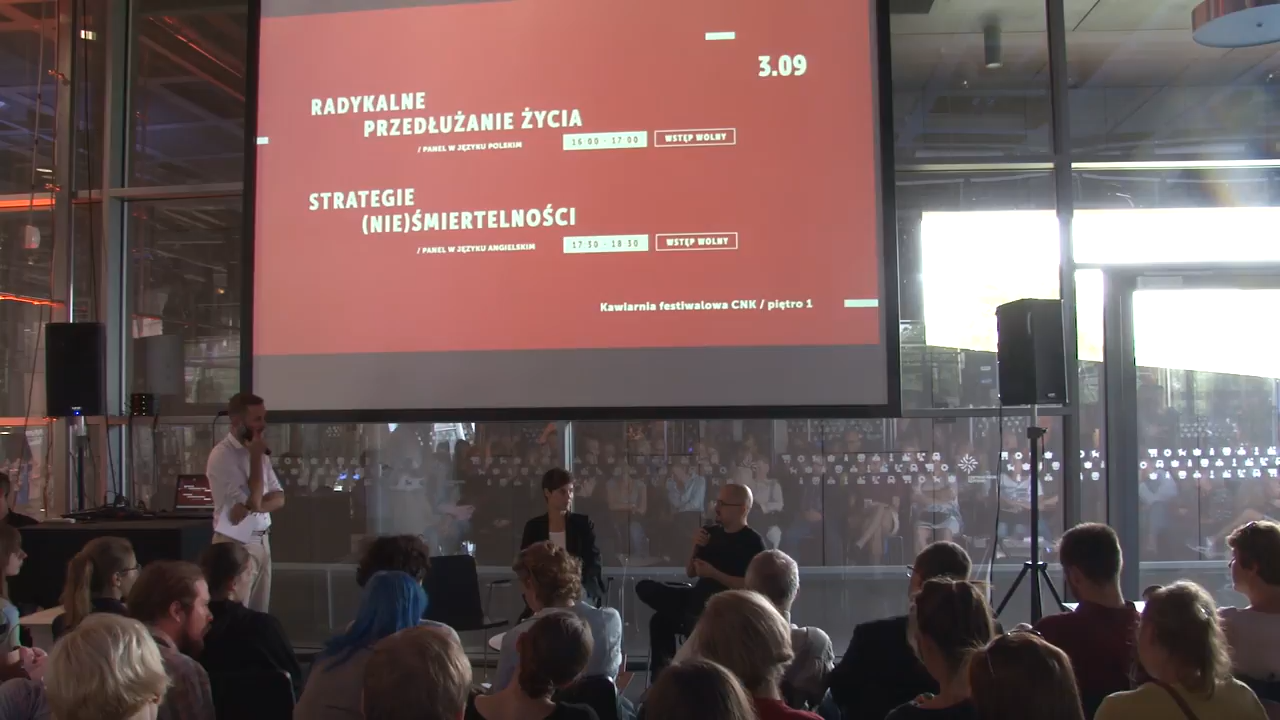 3.09
RADYKALNE
PRZEDŁUŻANIE ŻYCIA
/ PANEL W JĘZYKU POLSKIM
16 00 - 17 00
WSTĘP WOLNY
STRATEGIE
(NIE)ŚMIERTELNOŚCI
/ PANEL W JĘZYKU ANGIELSKIM
17 30 - 18 30
WSTĘP WOLNY
Kawiarnia festiwalowa CNK / piętro 1